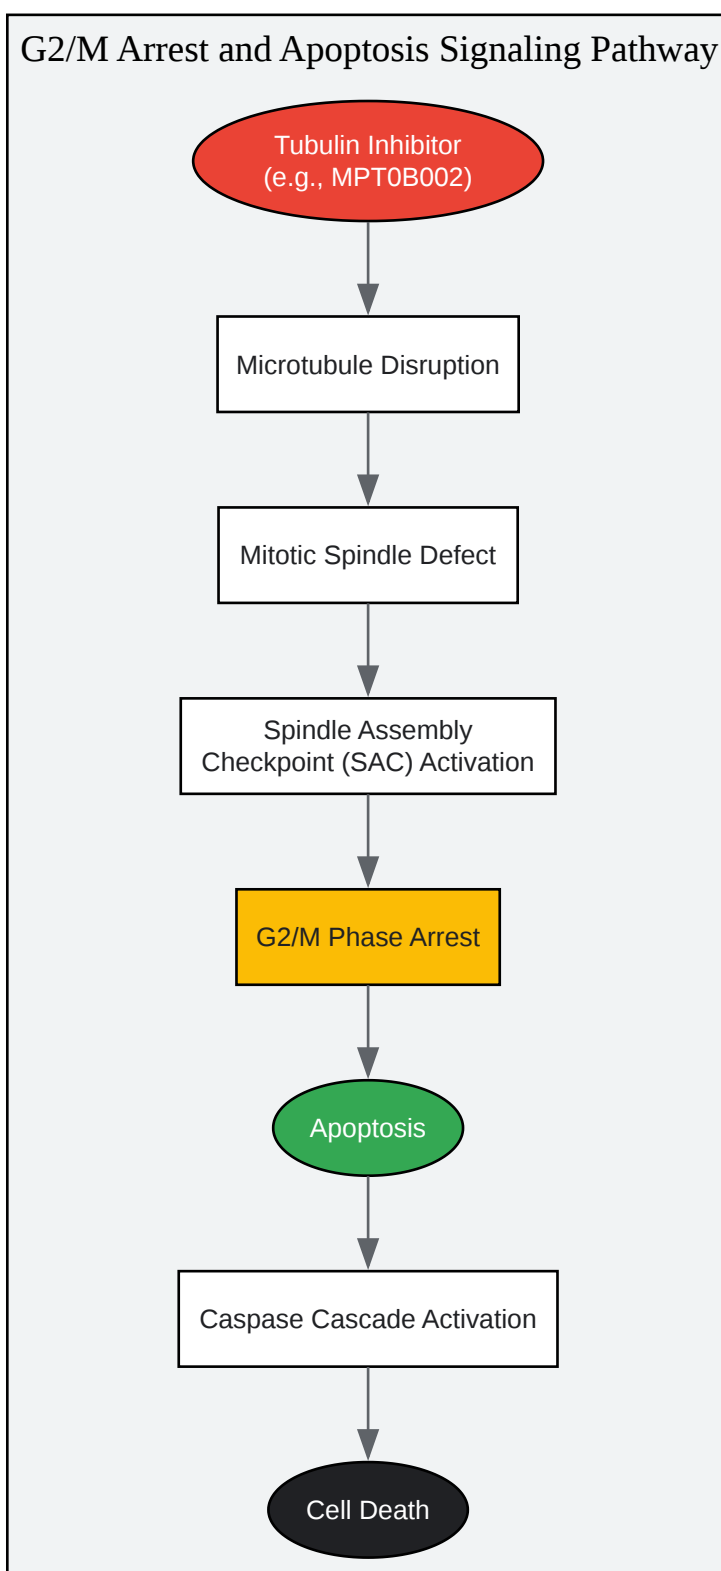 G2/M Arrest and Apoptosis Signaling Pathway
Tubulin Inhibitor
(e.g., MPT0B002)
Microtubule Disruption
Mitotic Spindle Defect
Spindle Assembly
Checkpoint (SAC) Activation
G2/M Phase Arrest
Apoptosis
Caspase Cascade Activation
Cell Death